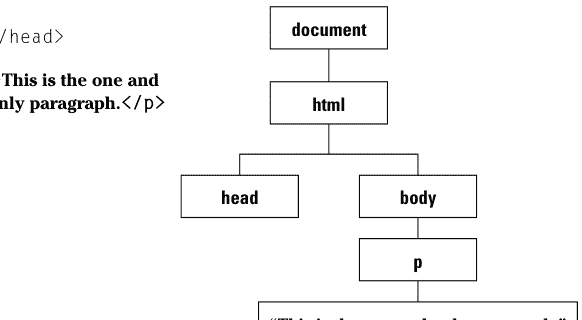 /head>
This is the one and
nly paragraph.</p>
document
html
head
body
p